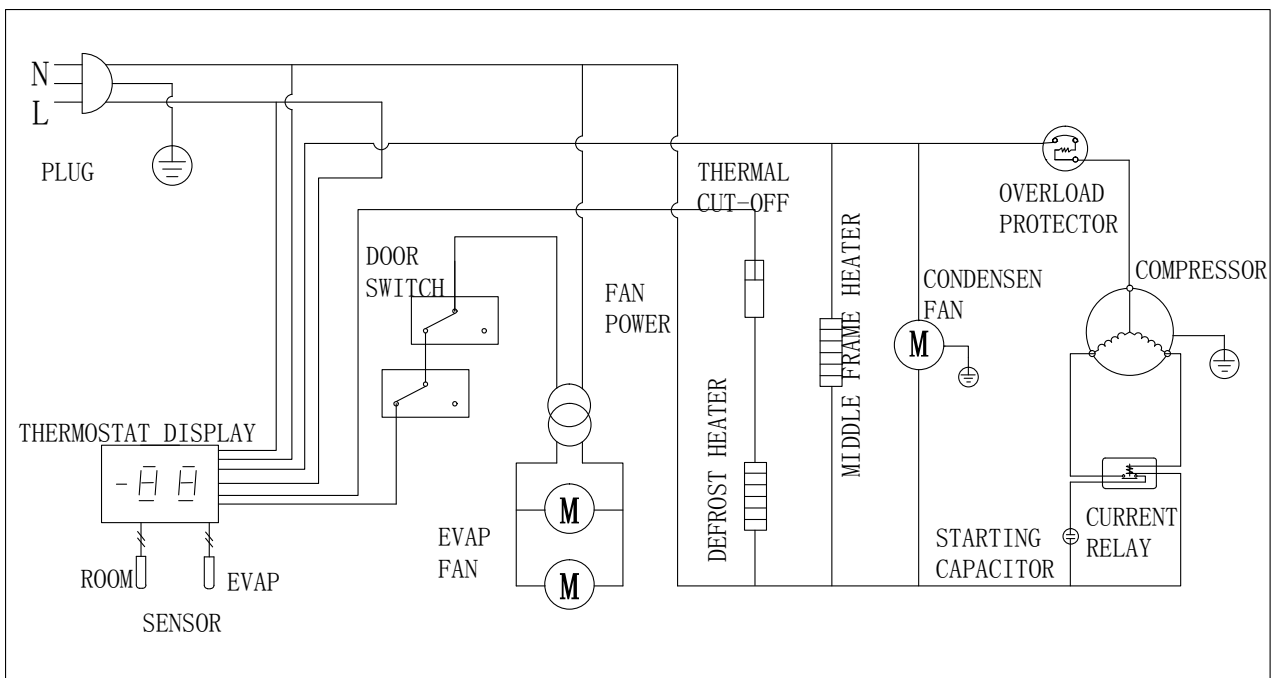 N
L
PLUG
THERMAL
CUT-OFF
OVERLOAD
PROTECTOR
DOOR
SWITCH
FAN
POWER
MIDDLE FRAME HEATER
CONDENSEN
FAN
COMPRESSOR
M
THERMOSTAT DISPLAY
-88
DEFROST HEATER
M
EVAP
FAN
M
STARTING
CAPACITOR
CURRENT
RELAY
ROOM
EVAP
SENSOR